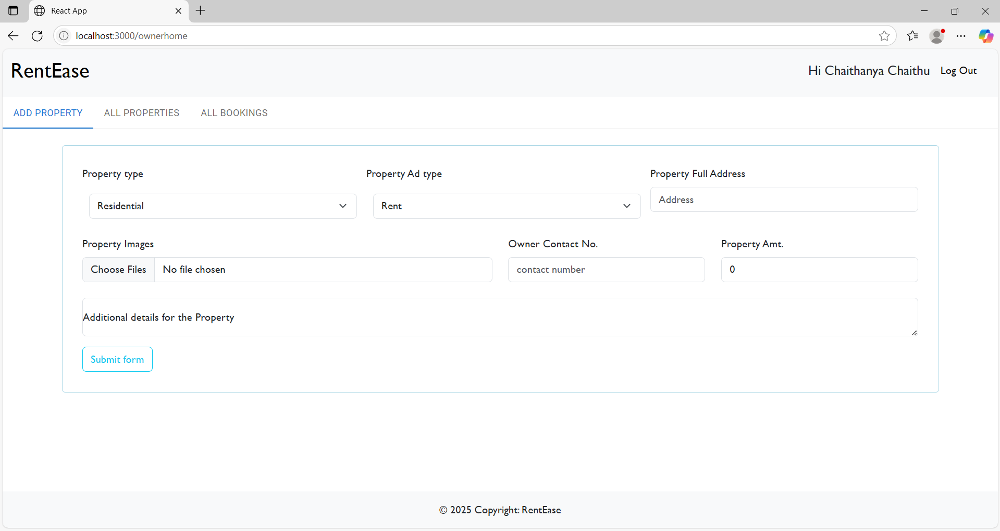 React App
localhost:3000/ownerhome
RentEase
Hi Chaithanya Chaithu Log Out
ADD PROPERTY ALL PROPERTIES ALL BOOKINGS
Property type Property Ad type Property Full Address
Residential Rent Address
Property Images Owner Contact No. Property Amt.
Choose Files No file chosen contact number 0
Additional details for the Property
Submit form
© 2025 Copyright: RentEase